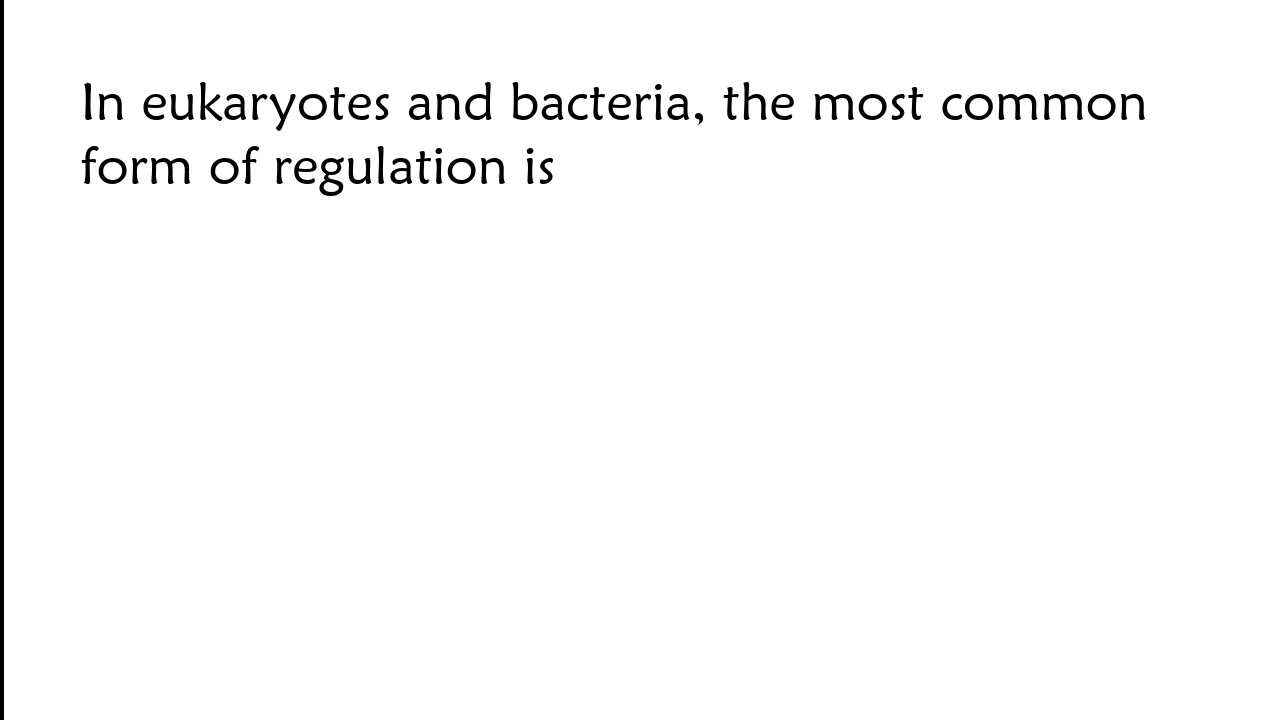 In eukaryotes and bacteria, the most common
form of regulation is